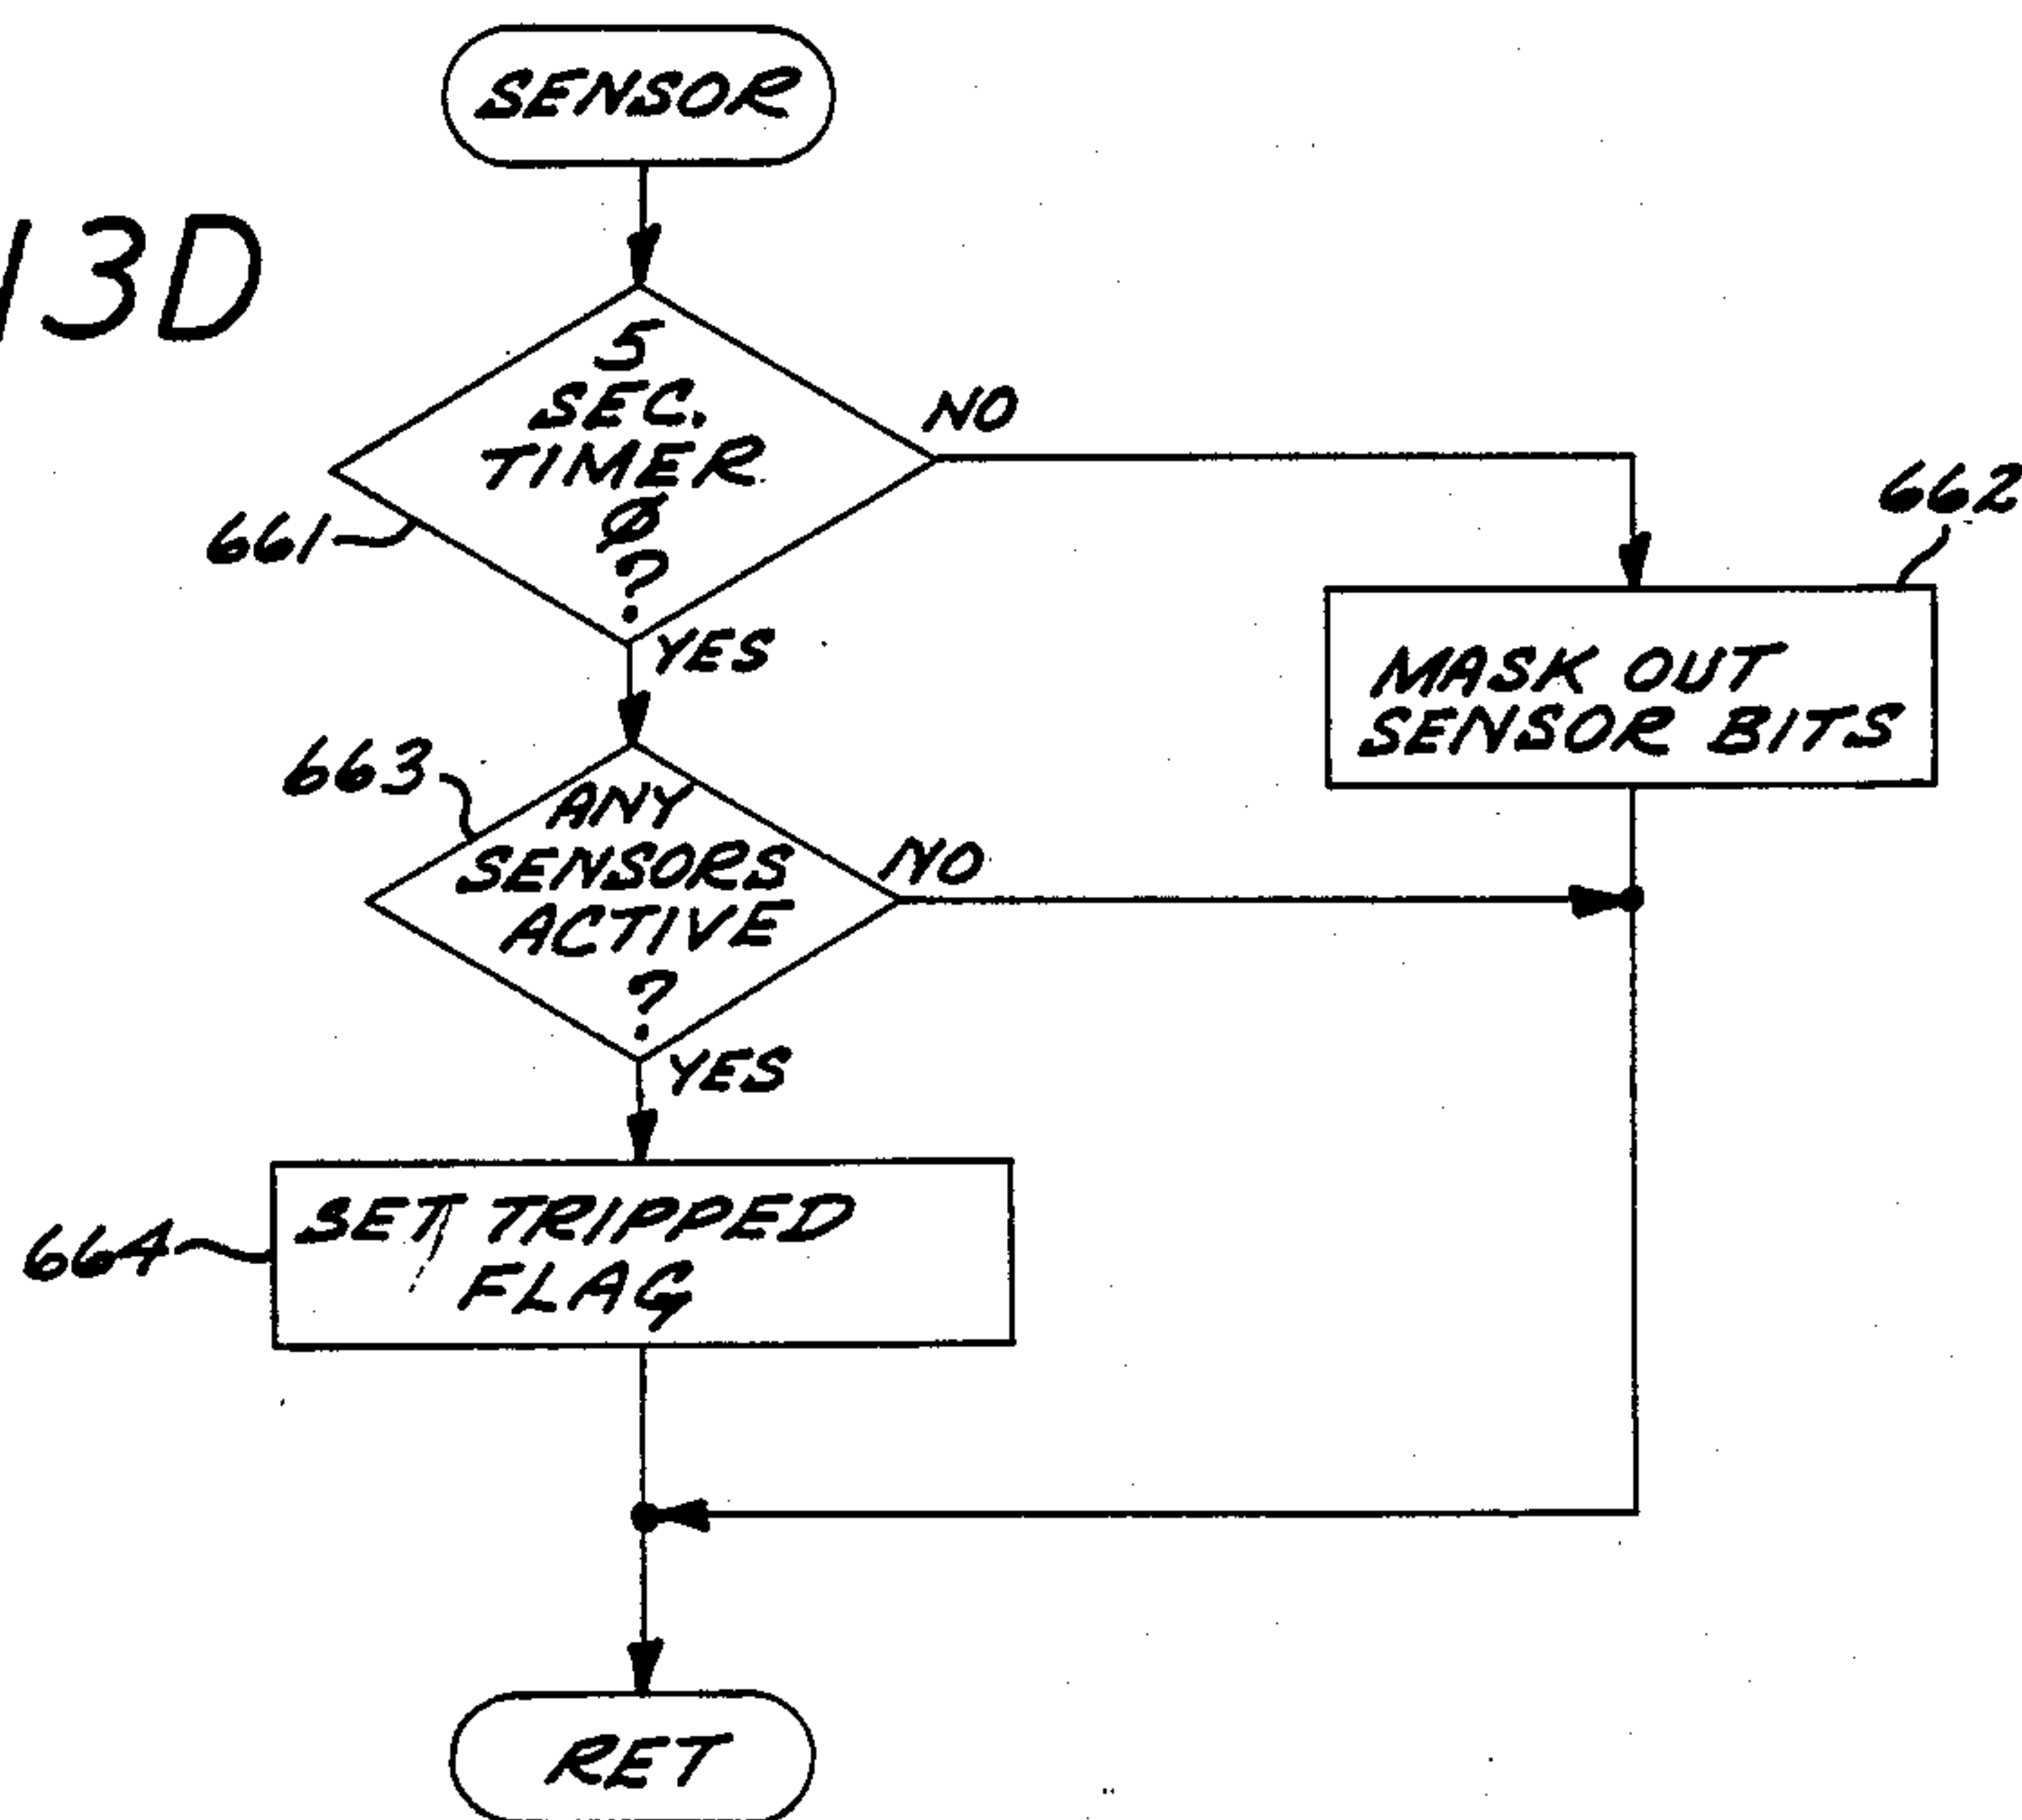 SENSOR
13D
5
SEC.
TIMER
Ø
?
NO
661
YES
662
MASK OUT
SENSOR BITS
663
ANY
SENSORS
ACTIVE
?
NO
YES
664
SET TRIPPED
FLAG
RET